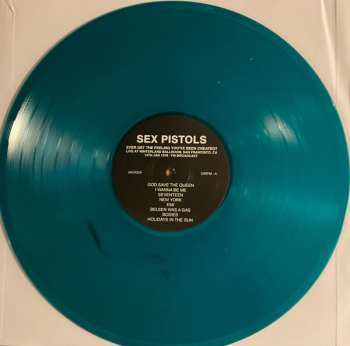 SEX PISTOLS
EVER GET THE FEELING YOU'VE BEEN CHEATED?
LIVE AT WINTERLAND BALLROOM, SAN FRANCISCO, CA
14TH JAN 1978 - FM BROADCAST
33RPM - A
GOD SAVE THE QUEEN
I WANNA BE ME
SEVENTEEN
NEW YORK
EMI
BELSEN WAS A GAS
BODIES
HOLIDAYS IN THE SUN